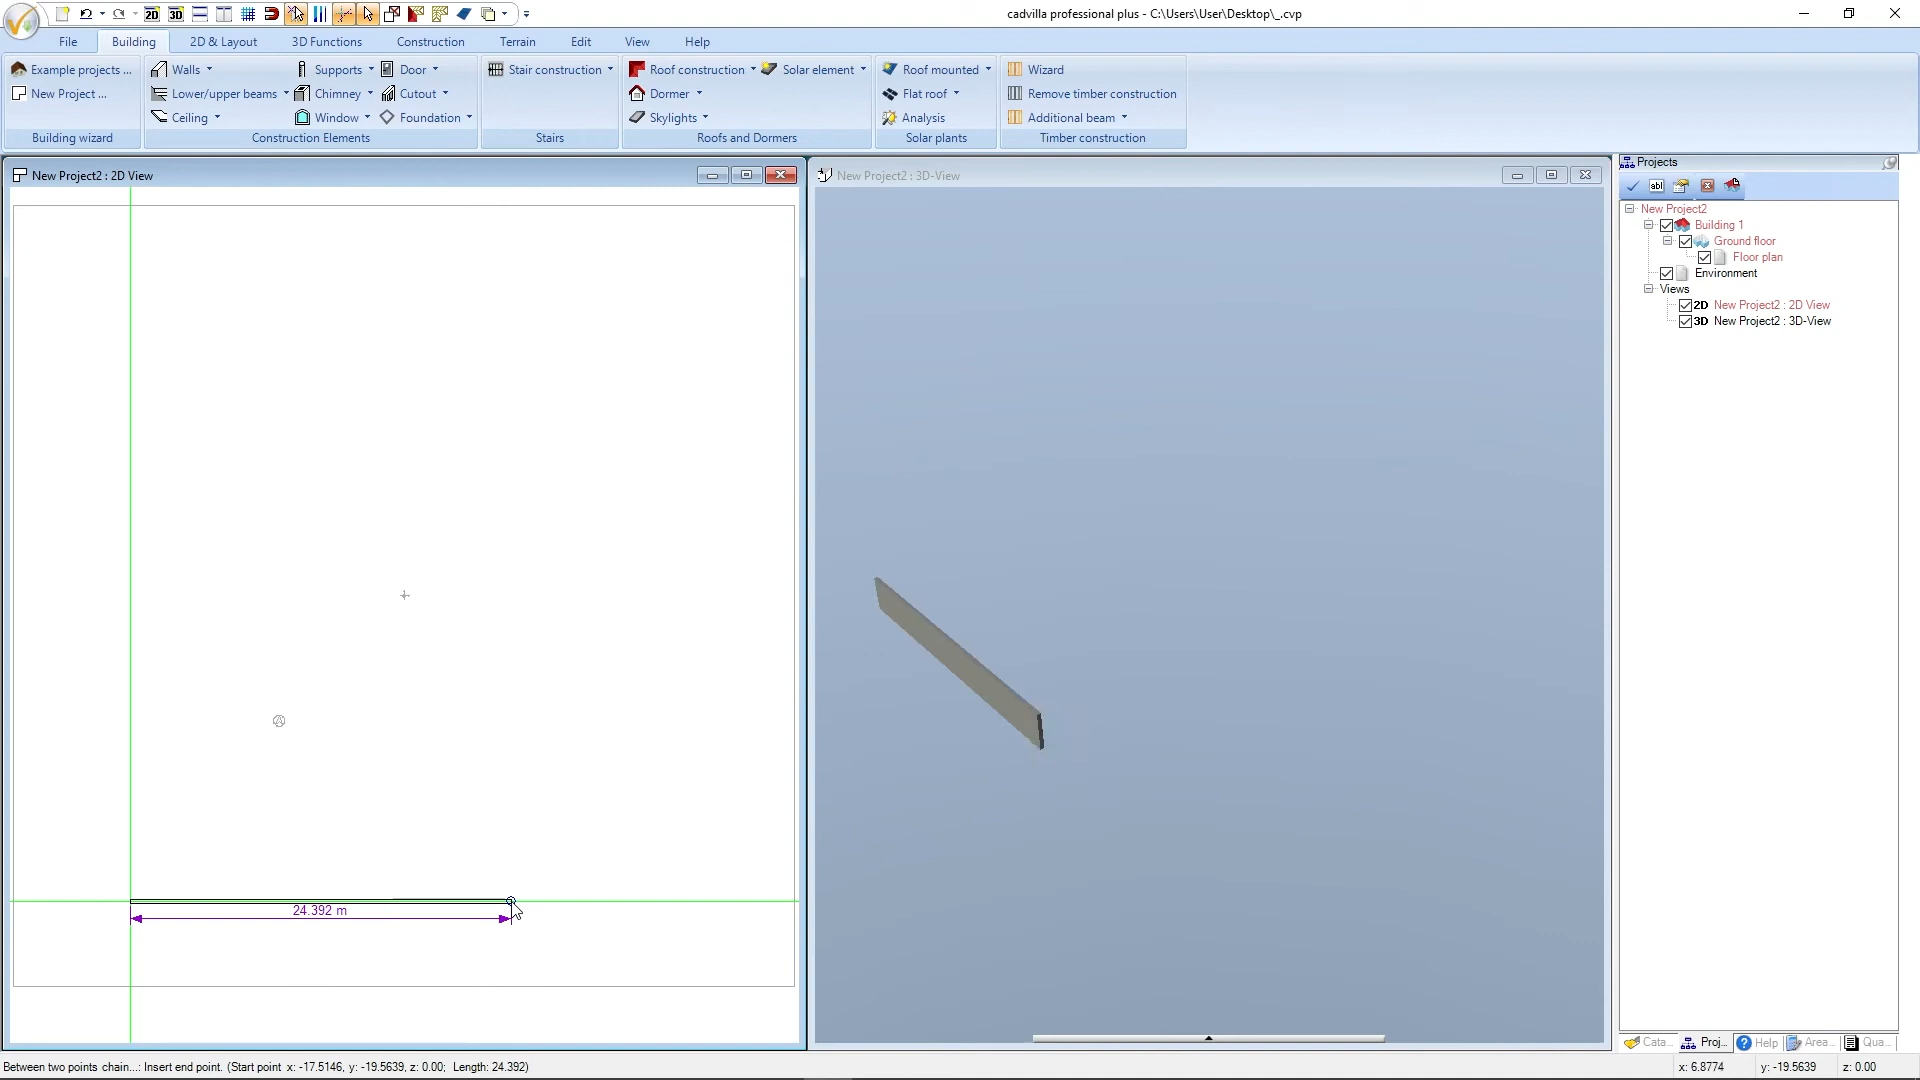 2D 3D
cadvilla professional plus - C:\Users\User\Desktop\_.cvp
File Building 2D & Layout 3D Functions Construction Terrain Edit View Help
Example projects ... Walls Supports Door Stair construction Roof construction Solar element Roof mounted Wizard
New Project ... Lower/upper beams Chimney Cutout Dormer Flat roof Remove timber construction
Ceiling Window Foundation Skylights Analysis Additional beam
Building wizard Construction Elements Stairs Roofs and Dormers Solar plants Timber construction
New Project2 : 2D View
New Project2 : 3D-View
Projects
abl
New Project2
Building 1
Ground floor
Floor plan
Environment
Views
2D New Project2 : 2D View
3D New Project2 : 3D-View
24.392 m
Cata... Proj... Help Area... Qua...
Between two points chain...: Insert end point. (Start point x: -17.5146, y: -19.5639, z: 0.00; Length: 24.392)
x: 6.8774 y: -19.5639 z: 0.00